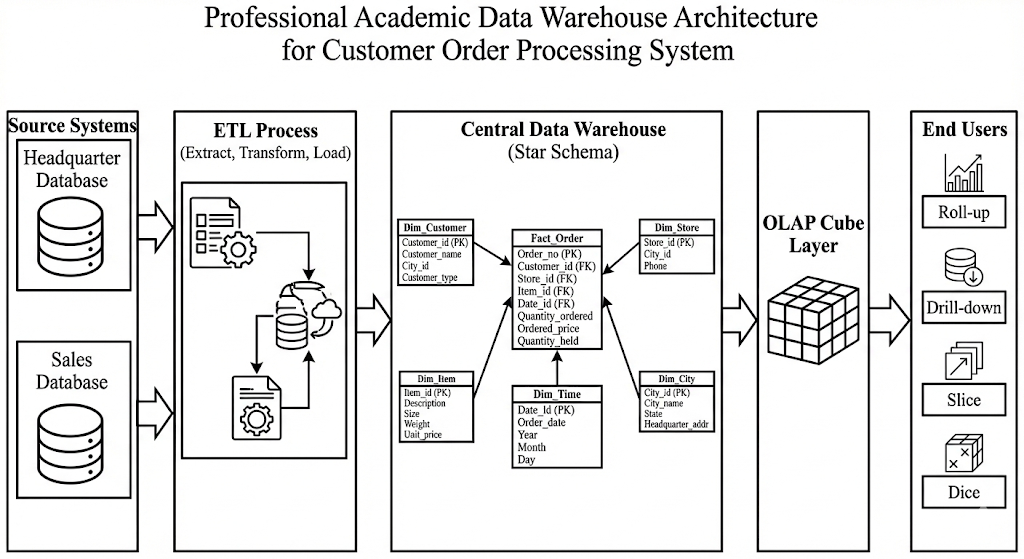 Professional Academic Data Warehouse Architecture
for Customer Order Processing System
Source Systems
Headquarter
Database
Sales
Database
ETL Process
(Extract, Transform, Load)
Central Data Warehouse
(Star Schema)
Dim_Customer
Customer_id (PK)
Customer_name
City_id
Customer_type
Fact_Order
Order_no (PK)
Customer_id (FK)
Store_id (FK)
Item_id (FK)
Date_id (FK)
Quantity_ordered
Ordered_price
Quantity_held
Dim_Store
Store_id (PK)
City_id
Phone
Dim_Item
Item_id (PK)
Description
Size
Weight
Uait_price
Dim_Time
Date_Id (PK)
Order_date
Year
Month
Day
Dim_City
City_id (PK)
City_name
State
Headquarter_addr
OLAP Cube
Layer
End Users
Roll-up
Drill-down
Slice
Dice